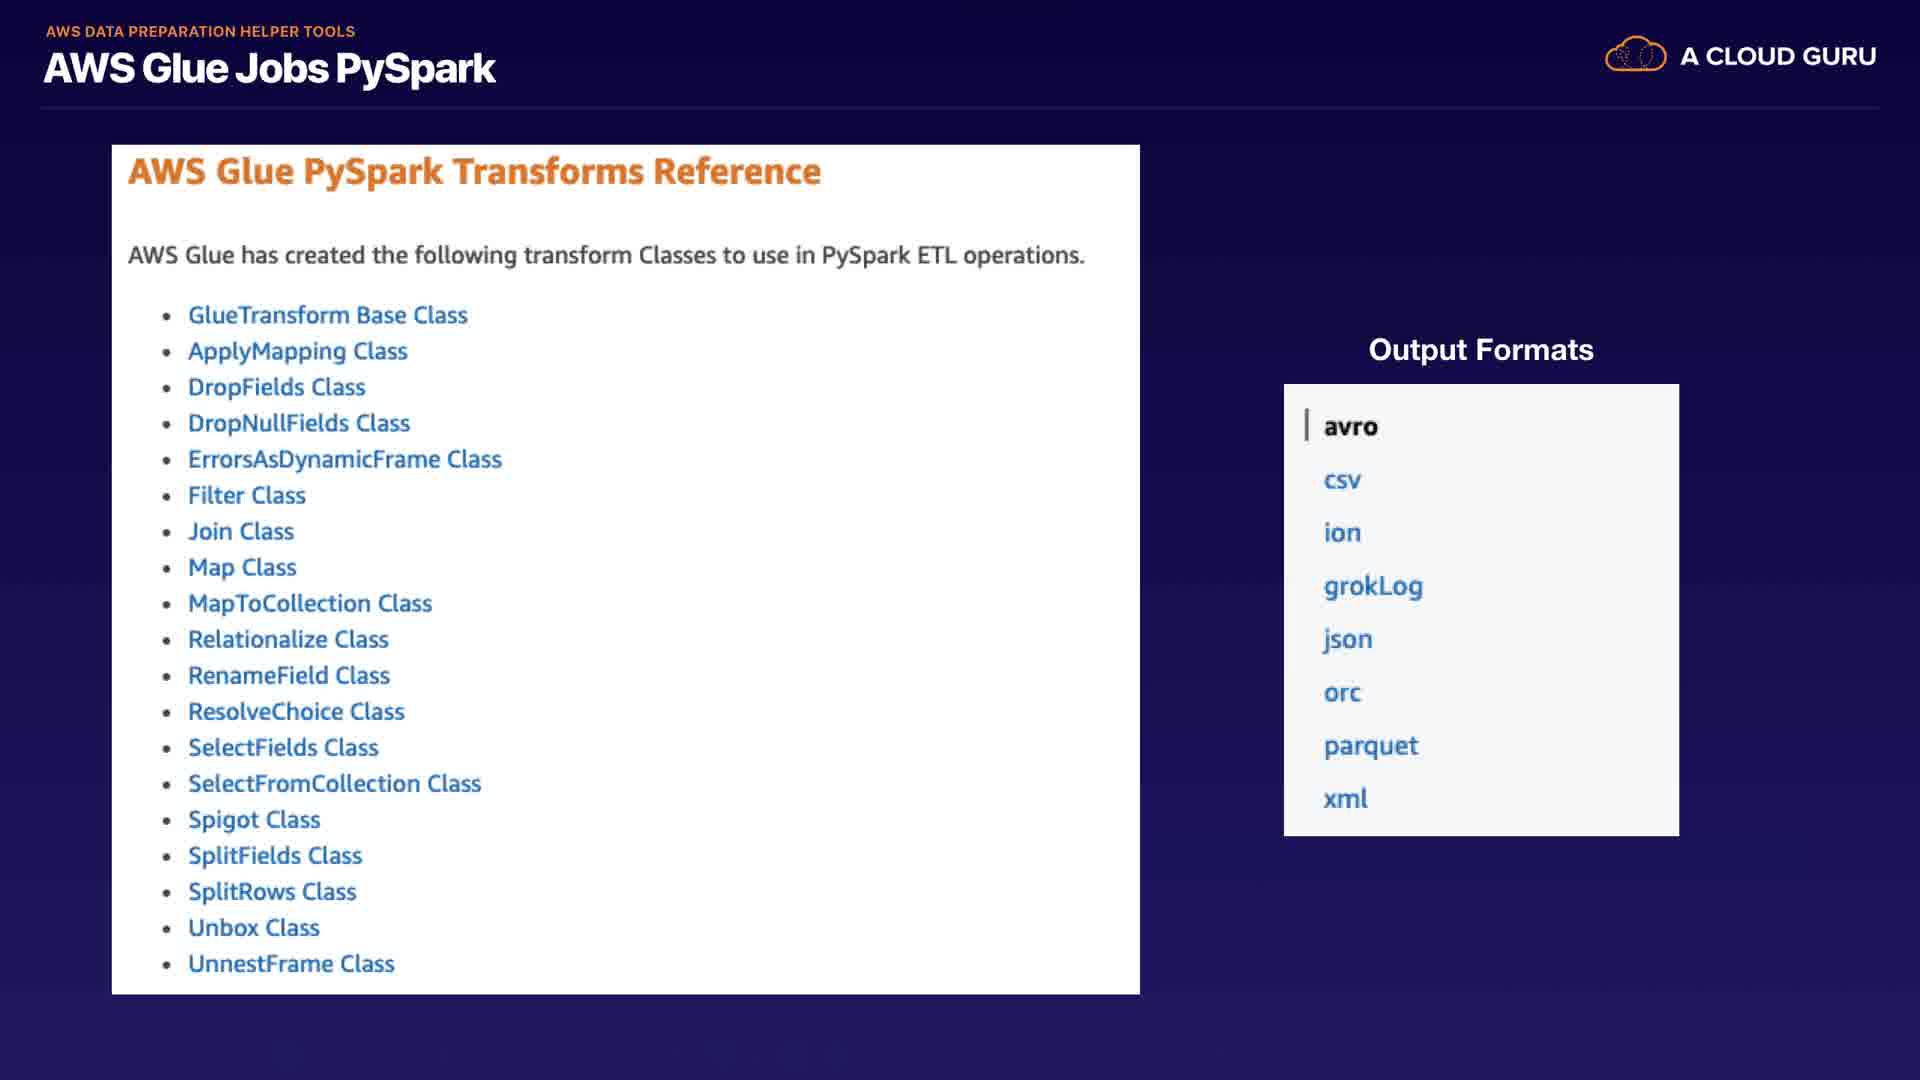 AWS DATA PREPARATION HELPER TOOLS
AWS Glue Jobs PySpark
A CLOUD GURU
AWS Glue PySpark Transforms Reference
AWS Glue has created the following transform Classes to use in PySpark ETL operations.
• GlueTransform Base Class
• ApplyMapping Class
• DropFields Class
• DropNullFields Class
• ErrorsAsDynamicFrame Class
• Filter Class
• Join Class
• Map Class
• MapToCollection Class
• Relationalize Class
• RenameField Class
• ResolveChoice Class
• SelectFields Class
• SelectFromCollection Class
• Spigot Class
• SplitFields Class
• SplitRows Class
• Unbox Class
• UnnestFrame Class
Output Formats
avro
csv
ion
grokLog
json
orc
parquet
xml